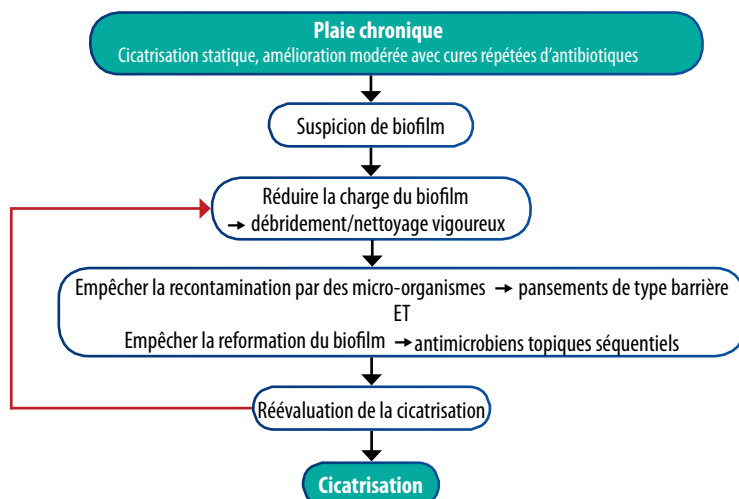 Plaie chronique
Cicatrisation statique, amélioration modérée avec cures répétées d'antibiotiques
Suspicion de biofilm
Réduire la charge du biofilm
→ débridement/nettoyage vigoureux
Empêcher la recontamination par des micro-organismes → pansements de type barrière
ET
Empêcher la reformation du biofilm → antimicrobiens topiques séquentiels
Réévaluation de la cicatrisation
Cicatrisation